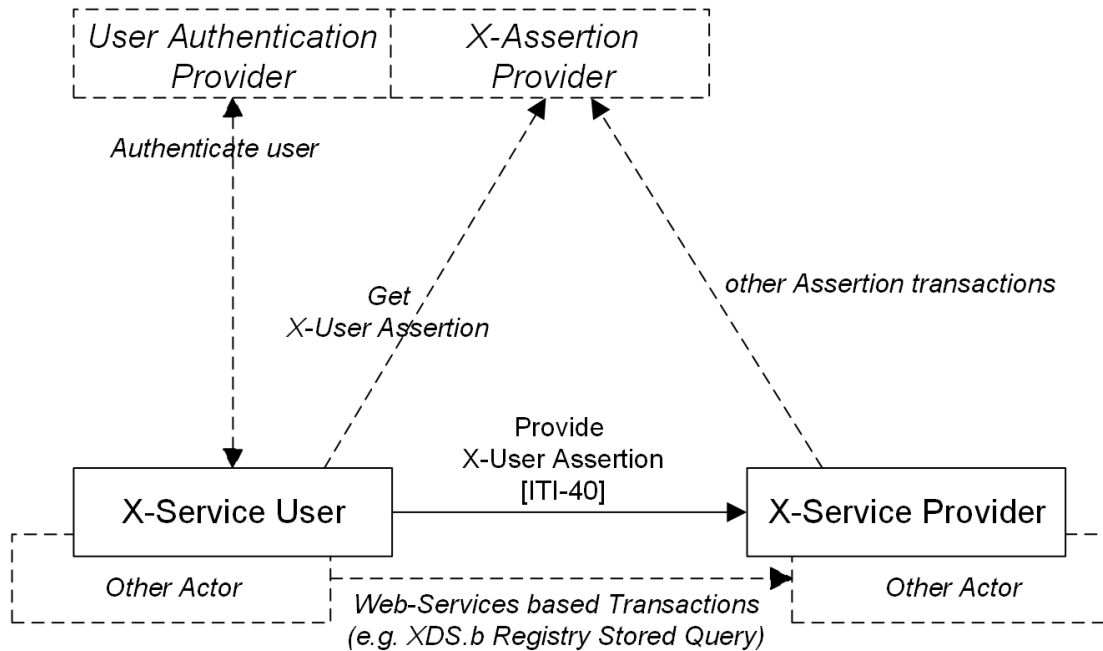 User Authentication
Provider
X-Assertion
Provider
Authenticate user
Get
X-User Assertion
other Assertion transactions
Provide
X-User Assertion
[ITI-40]
X-Service User
X-Service Provider
Other Actor
Other Actor
Web-Services based Transactions
(e.g. XDS.b Registry Stored Query)